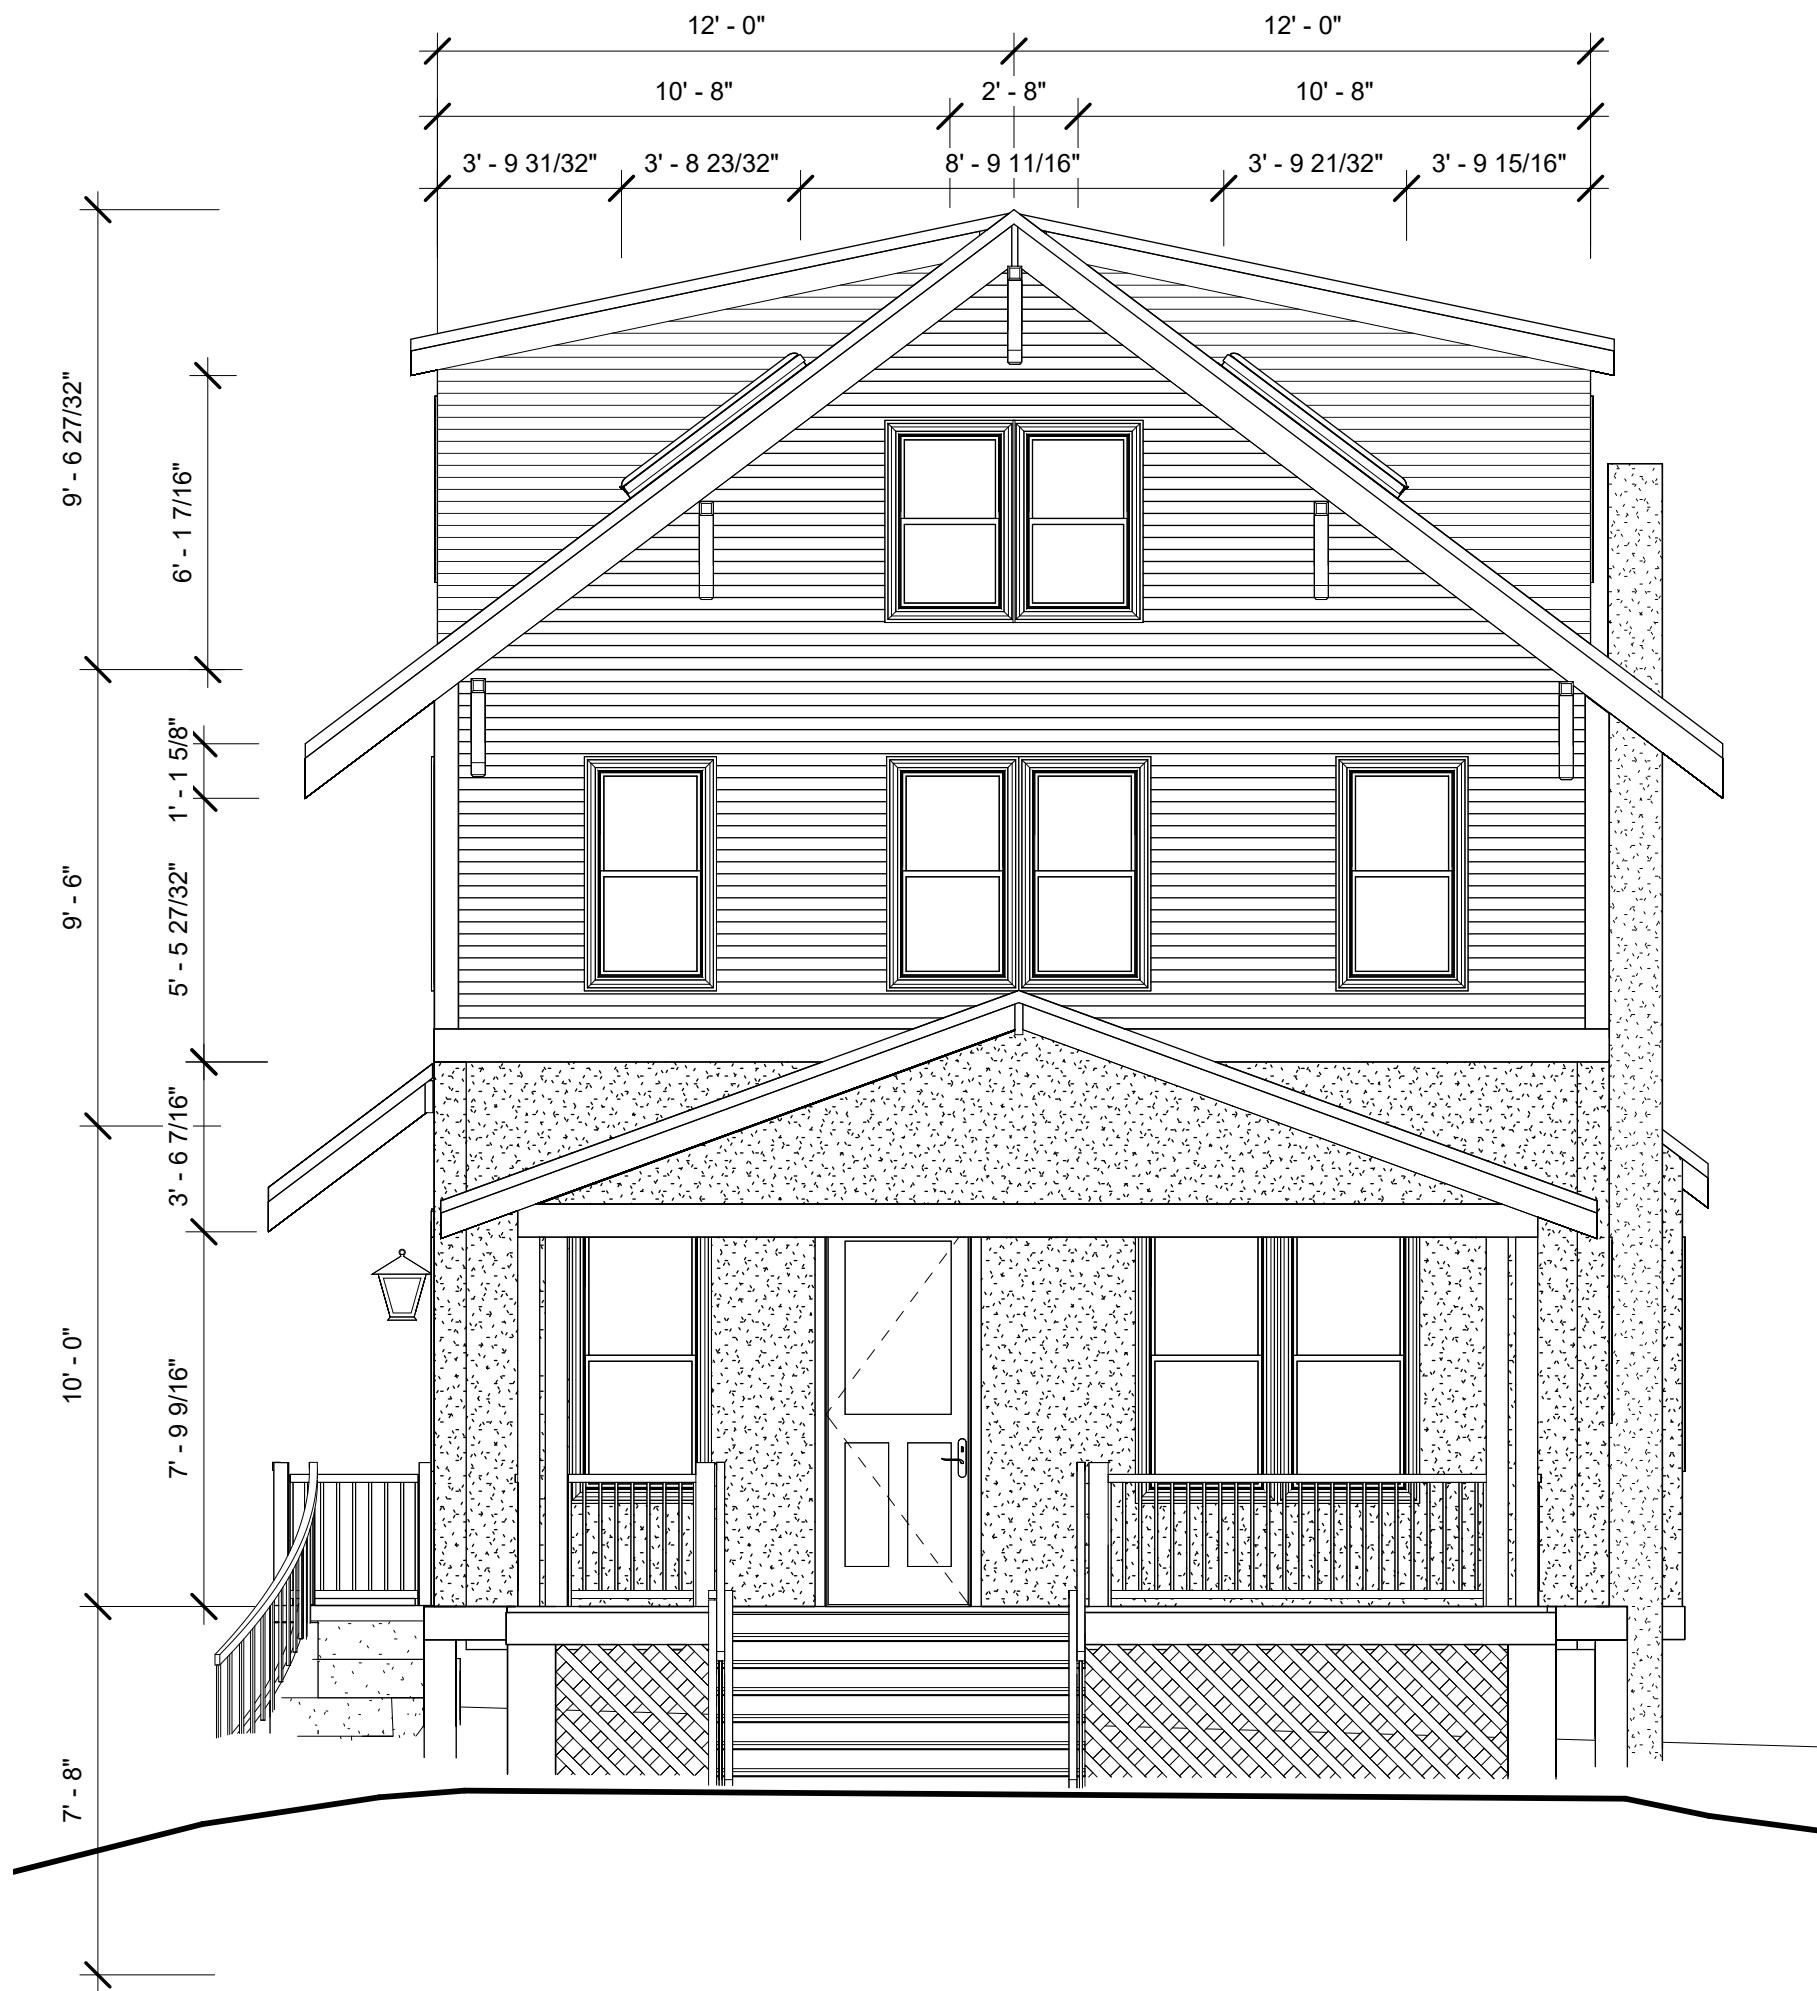 12' - 0" 12' - 0"
10' - 8" 2' - 8" 10' - 8"
3' - 9 31/32" 3' - 8 23/32" 8' - 9 11/16" 3' - 9 21/32" 3' - 9 15/16"
9' - 6 27/32"
6' - 1 7/16"
1' - 1 5/8"
9' - 6"
5' - 5 27/32"
3' - 6 7/16"
10' - 0"
7' - 9 9/16"
7' - 8"